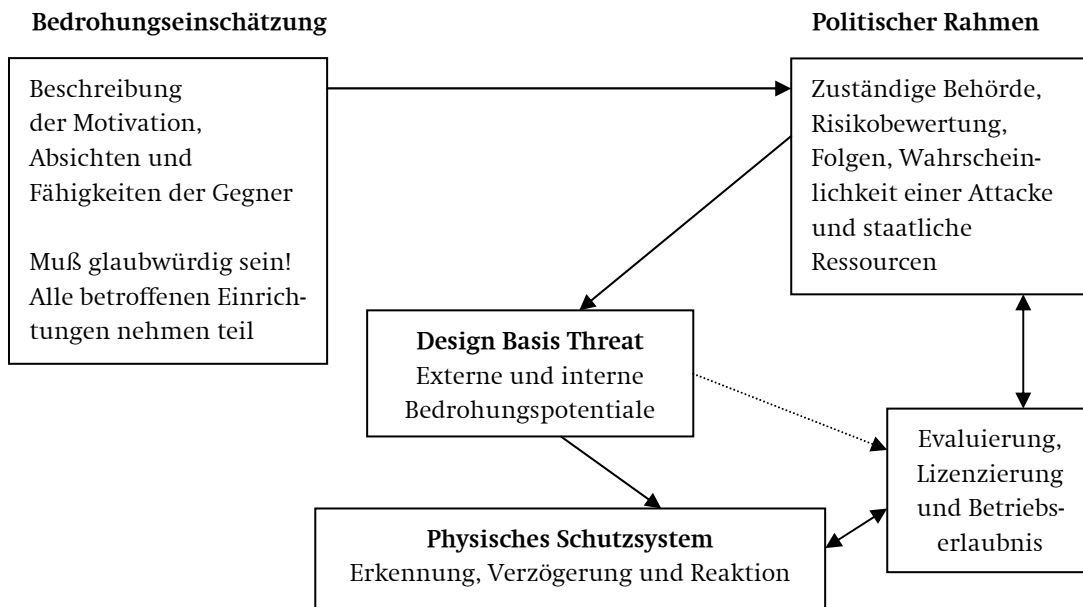 Bedrohungseinschätzung
Beschreibung
der Motivation,
Absichten und
Fähigkeiten der Gegner
Muß glaubwürdig sein!
Alle betroffenen Einrich-
tungen nehmen teil
Politischer Rahmen
Zuständige Behörde,
Risikobewertung,
Folgen, Wahrschein-
lichkeit einer Attacke
und staatliche
Ressourcen
Design Basis Threat
Externe und interne
Bedrohungspotentiale
Evaluierung,
Lizenzierung
und Betriebs-
erlaubnis
Physisches Schutzsystem
Erkennung, Verzögerung und Reaktion